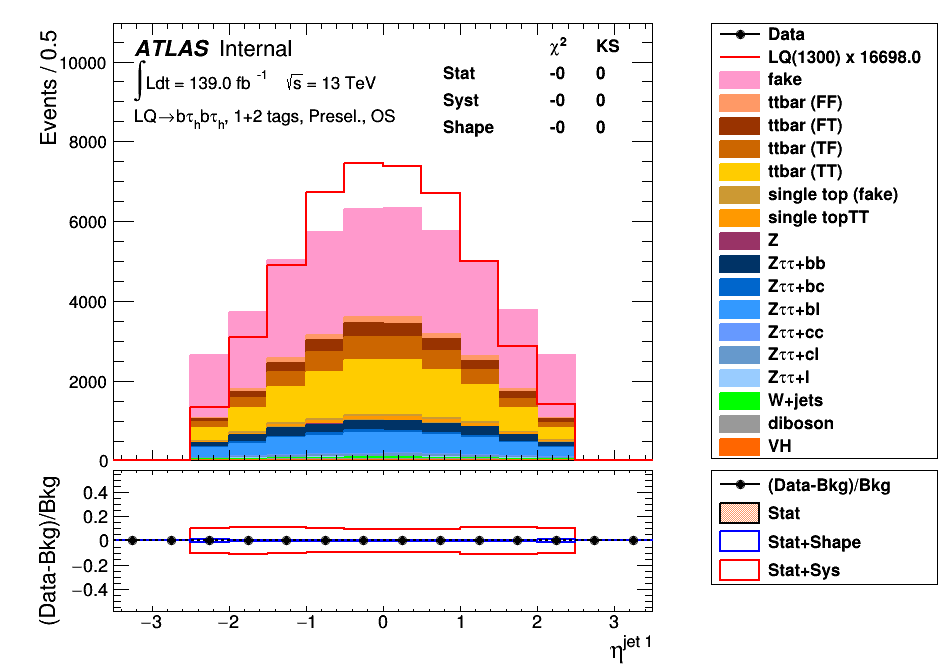 ATLAS Internal
∫Ldt = 139.0 fb⁻¹ √s = 13 TeV
LQ→bτₕbτₕ, 1+2 tags, Presel., OS
χ² KS
Stat -0 0
Syst -0 0
Shape -0 0
Events / 0.5
10000
8000
6000
4000
2000
0
(Data-Bkg)/Bkg
0.4
0.2
0
−0.2
−0.4
−3 −2 −1 0 1 2 3
η^jet 1
Data
LQ(1300) x 16698.0
fake
ttbar (FF)
ttbar (FT)
ttbar (TF)
ttbar (TT)
single top (fake)
single topTT
Z
Zττ+bb
Zττ+bc
Zττ+bl
Zττ+cc
Zττ+cl
Zττ+l
W+jets
diboson
VH
(Data-Bkg)/Bkg
Stat
Stat+Shape
Stat+Sys